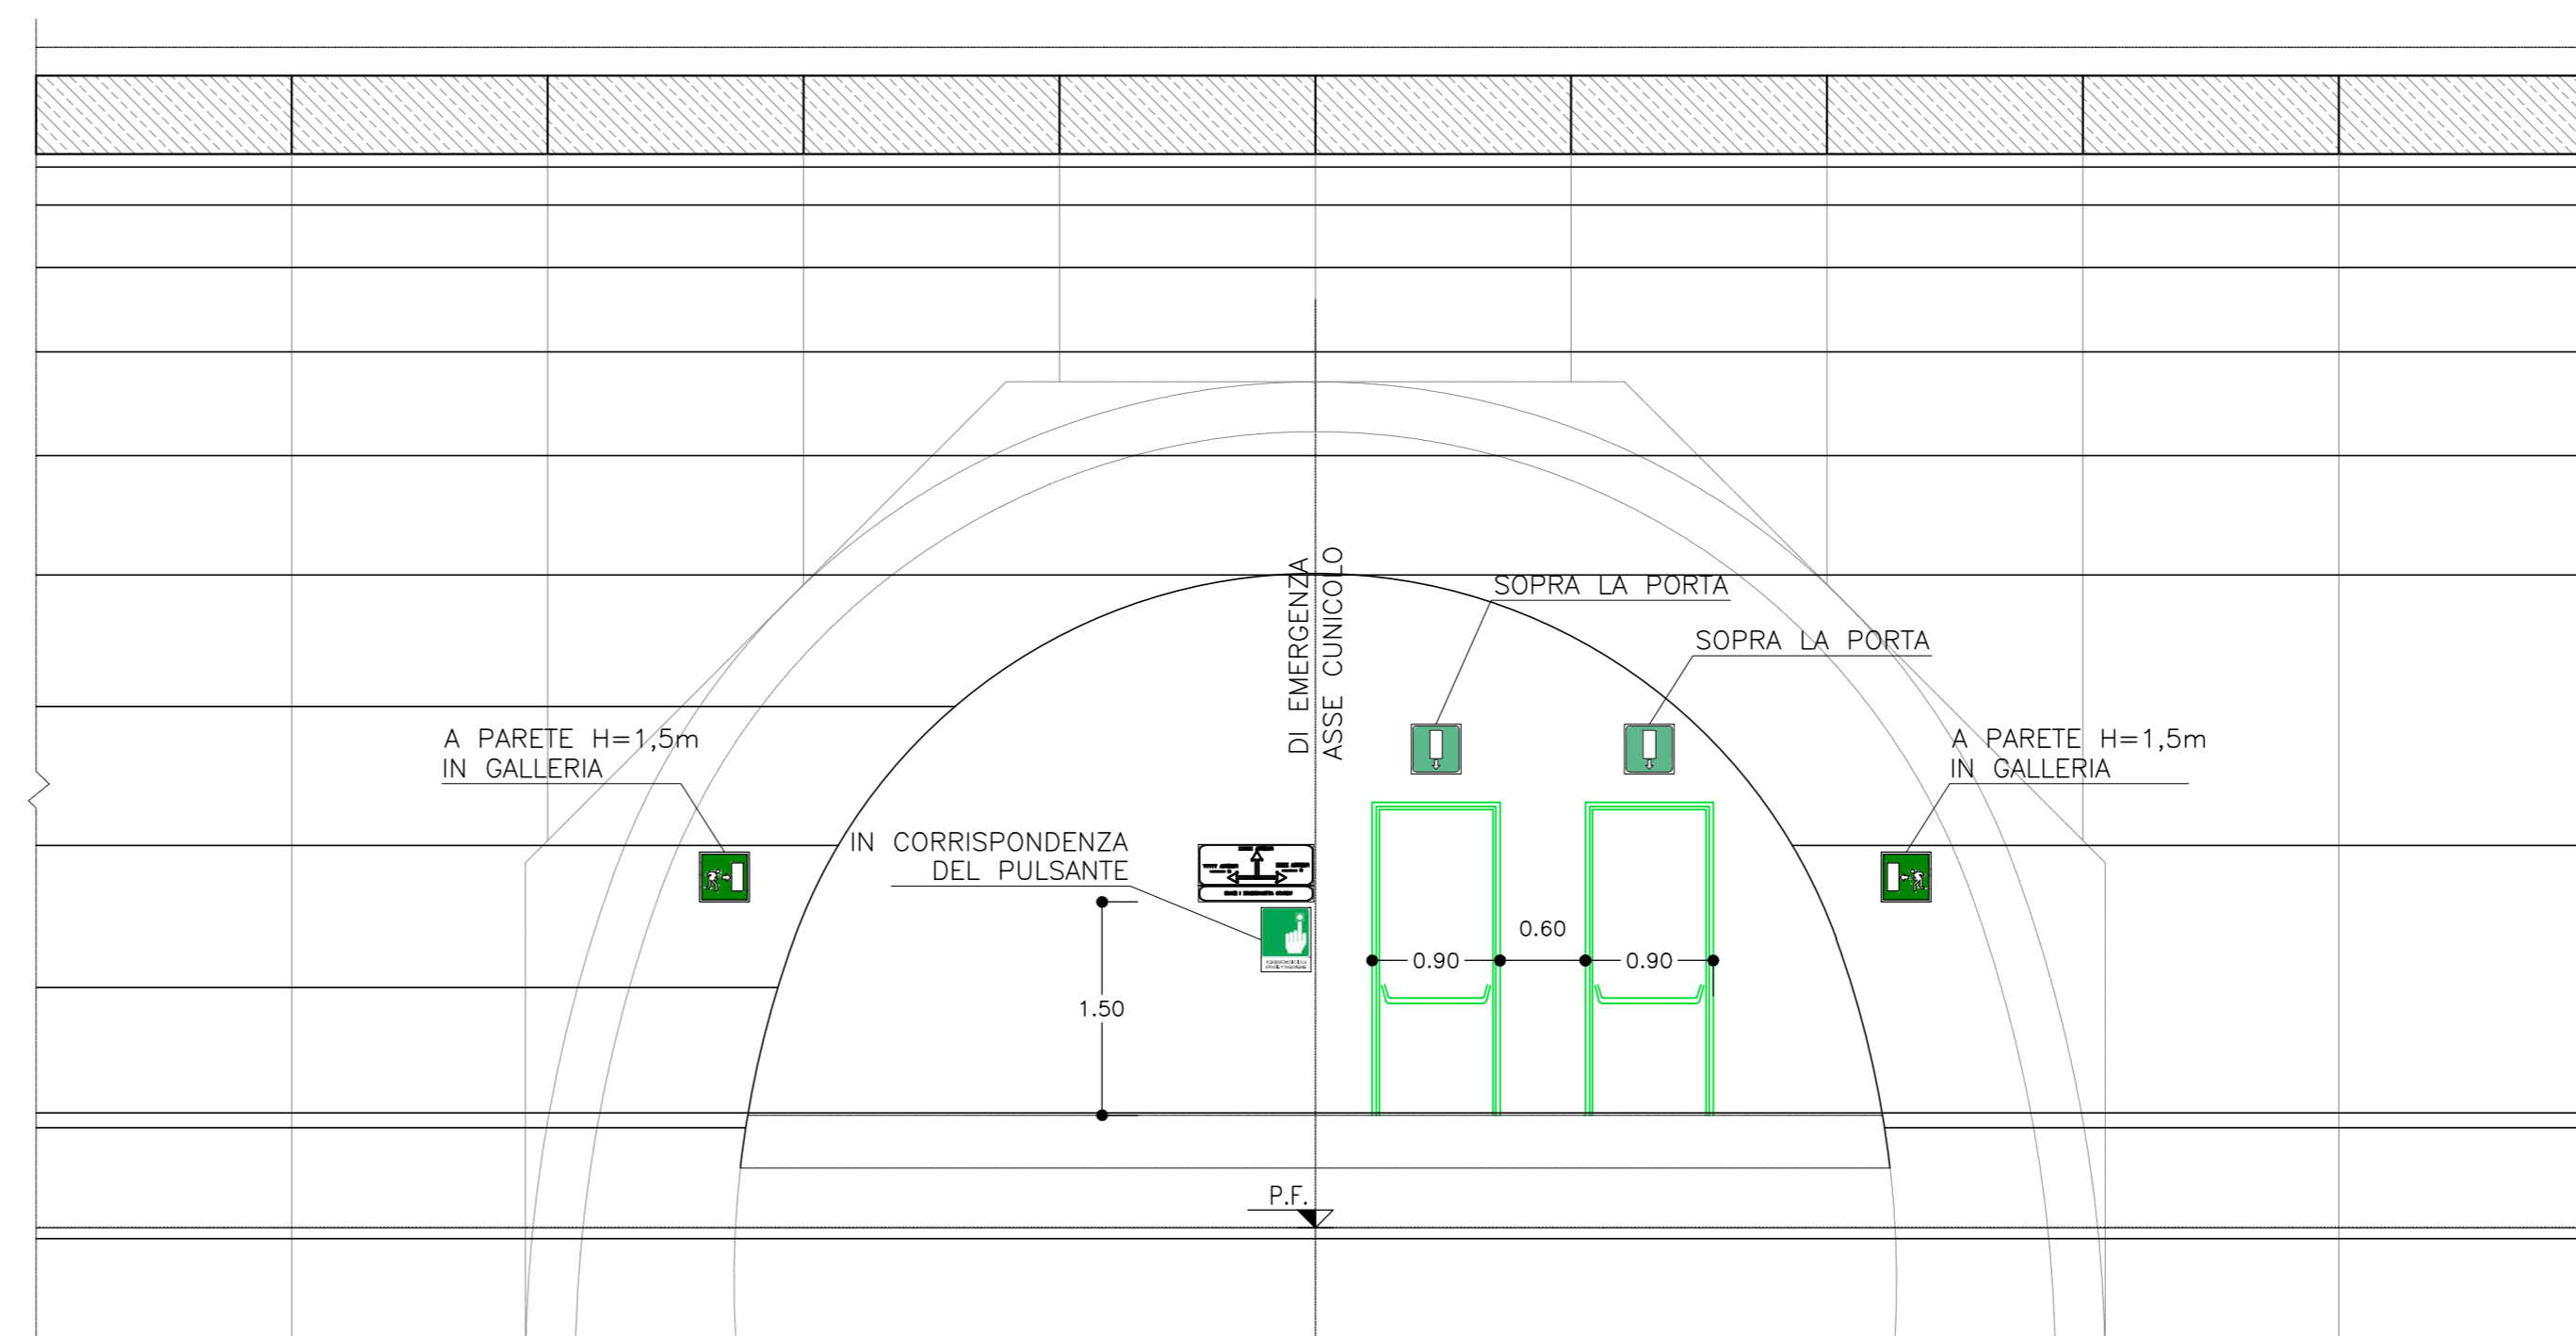 DI EMERGENZA
ASSE CUNICOLO
SOPRA LA PORTA
SOPRA LA PORTA
A PARETE H=1,5m
IN GALLERIA
A PARETE H=1,5m
IN GALLERIA
IN CORRISPONDENZA
DEL PULSANTE
0.60
0.90
0.90
1.50
P.F.